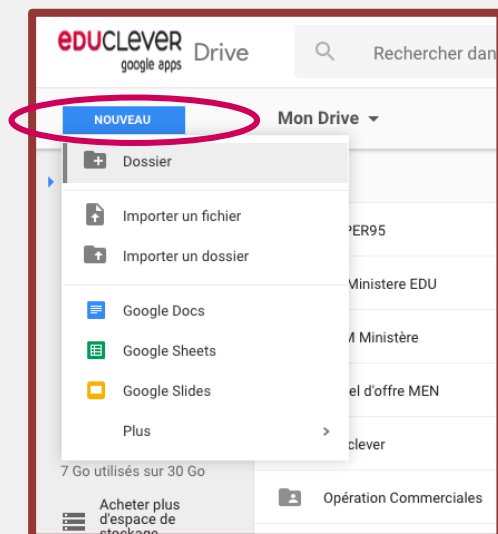 eDUCLeVeR
google apps
Drive
Rechercher dan
NOUVEAU
Mon Drive
Dossier
Importer un fichier
PER95
Importer un dossier
Ministere EDU
Google Docs
M Ministère
Google Sheets
Google Slides
el d'offre MEN
Plus
clever
7 Go utilisés sur 30 Go
Opération Commerciales
Acheter plus
d'espace de
stockage